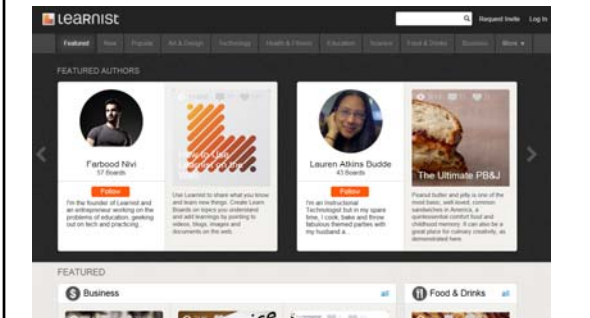 LEARNIST
Request Invite Log In
Featured New Popular Art & Design Technology Health & Fitness Education Science Food & Drinks Business More
FEATURED AUTHORS
Farbood Nivi
57 Boards
Follow
I'm the founder of Learnist and
an entrepreneur working on the
problems of education, geeking
out on tech and practicing...
How to Use
Learnist on the
Use Learnist to share what you know
and learn new things. Create Learn
Boards on topics you understand
and add learnings by pointing to
videos, blogs, images and
documents on the web.
Lauren Atkins Budde
43 Boards
Follow
I'm an Instructional
Technologist but in my spare
time, I cook, bake and throw
fabulous themed parties with
my husband a...
The Ultimate PB&J
Peanut butter and jelly is one of the
most basic, well loved, common
sandwiches in America, a
quintessential comfort food and
childhood memory. It can also be a
great place for culinary creativity, as
demonstrated here.
FEATURED
Business all
Food & Drinks all